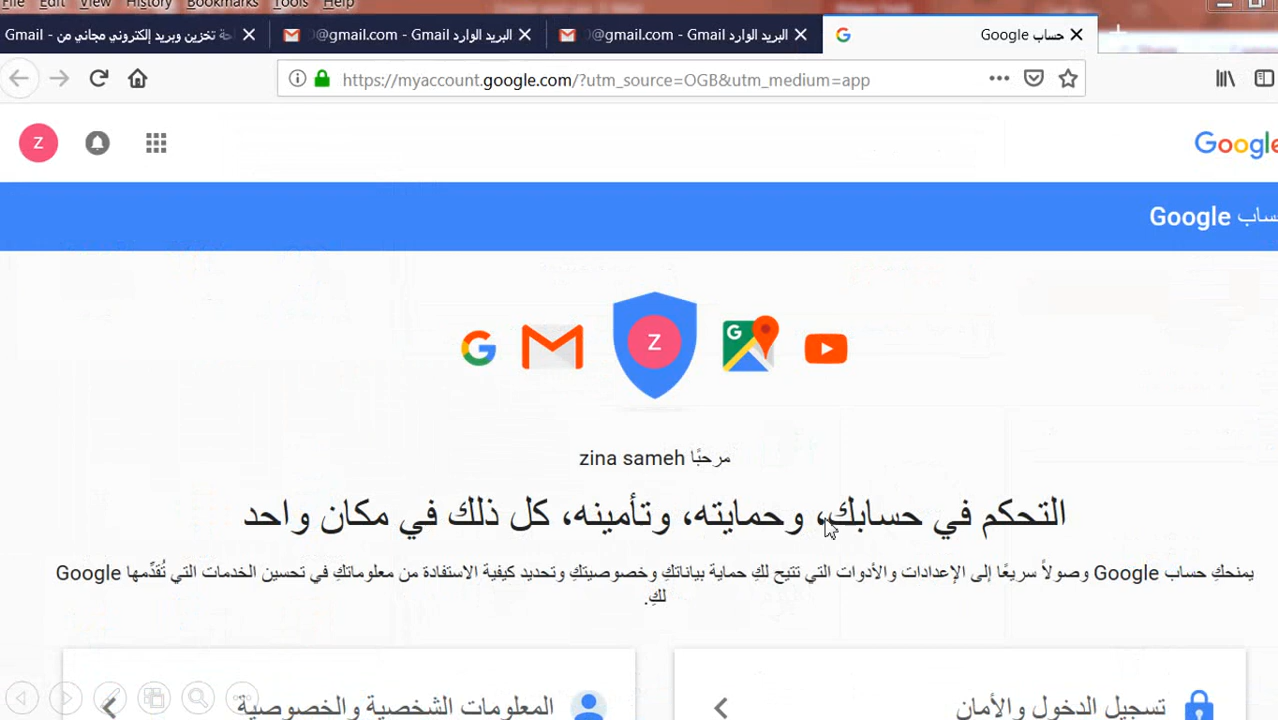 File Edit View History Bookmarks Tools Help
Gmail - حة تخزين وبريد إلكتروني مجاني من
البريد الوارد - @gmail.com - Gmail
البريد الوارد - @gmail.com - Gmail
حساب Google
https://myaccount.google.com/?utm_source=OGB&utm_medium=app
Z
Google
ساب Google
G
Z
G
مرحبًا zina sameh
التحكم في حسابك، وحمايته، وتأمينه، كل ذلك في مكان واحد
يمنحكِ حساب Google وصولاً سريعًا إلى الإعدادات والأدوات التي تتيح لكِ حماية بياناتكِ وخصوصيتكِ وتحديد كيفية الاستفادة من معلوماتكِ في تحسين الخدمات التي تُقدِّمها Google
لكِ.
تسجيل الدخول والأمان
المعلومات الشخصية والخصوصية